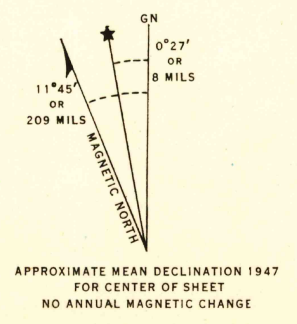 GN
0°27'
OR
8 MILS
11°45'
OR
209 MILS
MAGNETIC NORTH
APPROXIMATE MEAN DECLINATION 1947
FOR CENTER OF SHEET
NO ANNUAL MAGNETIC CHANGE